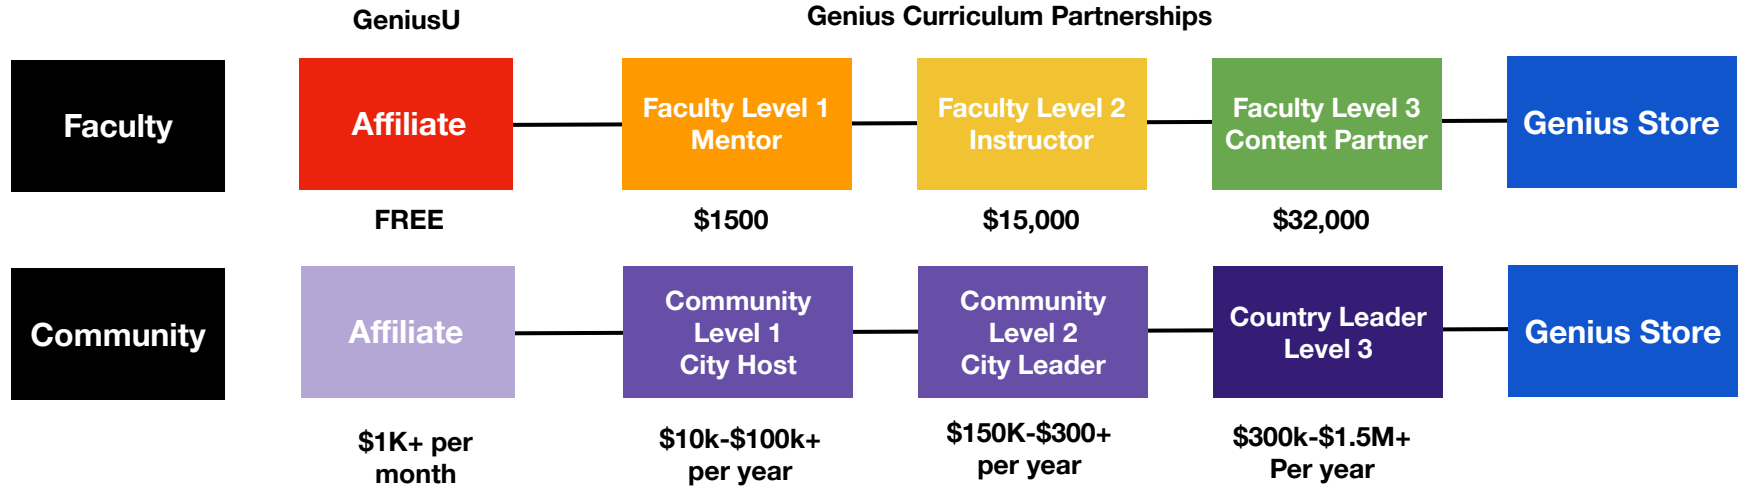 GeniusU
Genius Curriculum Partnerships
Faculty
Affiliate
Faculty Level 1
Mentor
Faculty Level 2
Instructor
Faculty Level 3
Content Partner
Genius Store
FREE
$1500
$15,000
$32,000
Community
Affiliate
Community
Level 1
City Host
Community
Level 2
City Leader
Country Leader
Level 3
Genius Store
$1K+ per
month
$10k-$100k+
per year
$150K-$300+
per year
$300k-$1.5M+
Per year